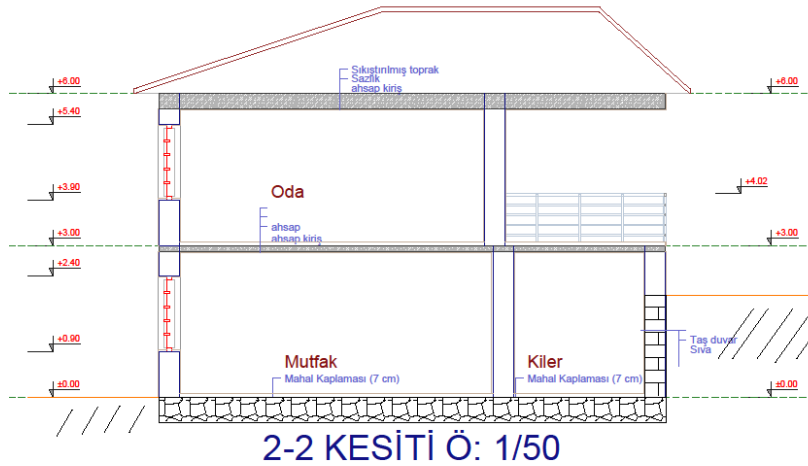 Sıkıştırılmış toprak
Sazlık
ahşap kiriş
+6.00
+6.00
+5.40
+3.90
Oda
+4.02
ahsap
ahsap kiriş
+3.00
+3.00
+2.40
+0.90
Taş duvar
Sıva
Mutfak
Kiler
Mahal Kaplaması (7 cm)
Mahal Kaplaması (7 cm)
±0.00
±0.00
2-2 KESİTİ Ö: 1/50